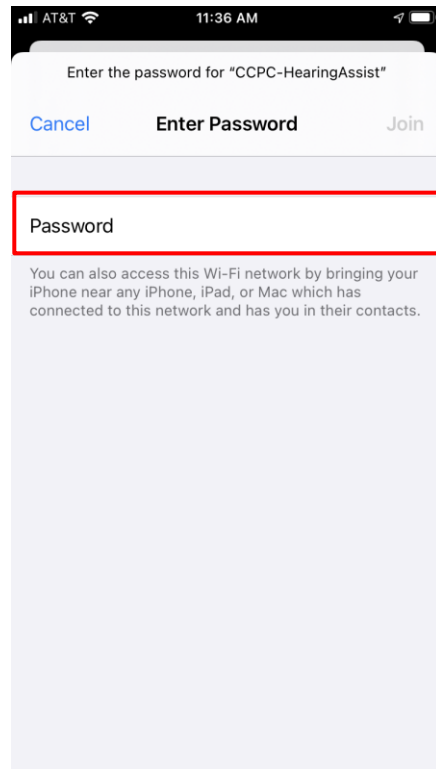 AT&T 11:36 AM
Enter the password for “CCPC-HearingAssist”
Cancel Enter Password Join
Password
You can also access this Wi-Fi network by bringing your
iPhone near any iPhone, iPad, or Mac which has
connected to this network and has you in their contacts.